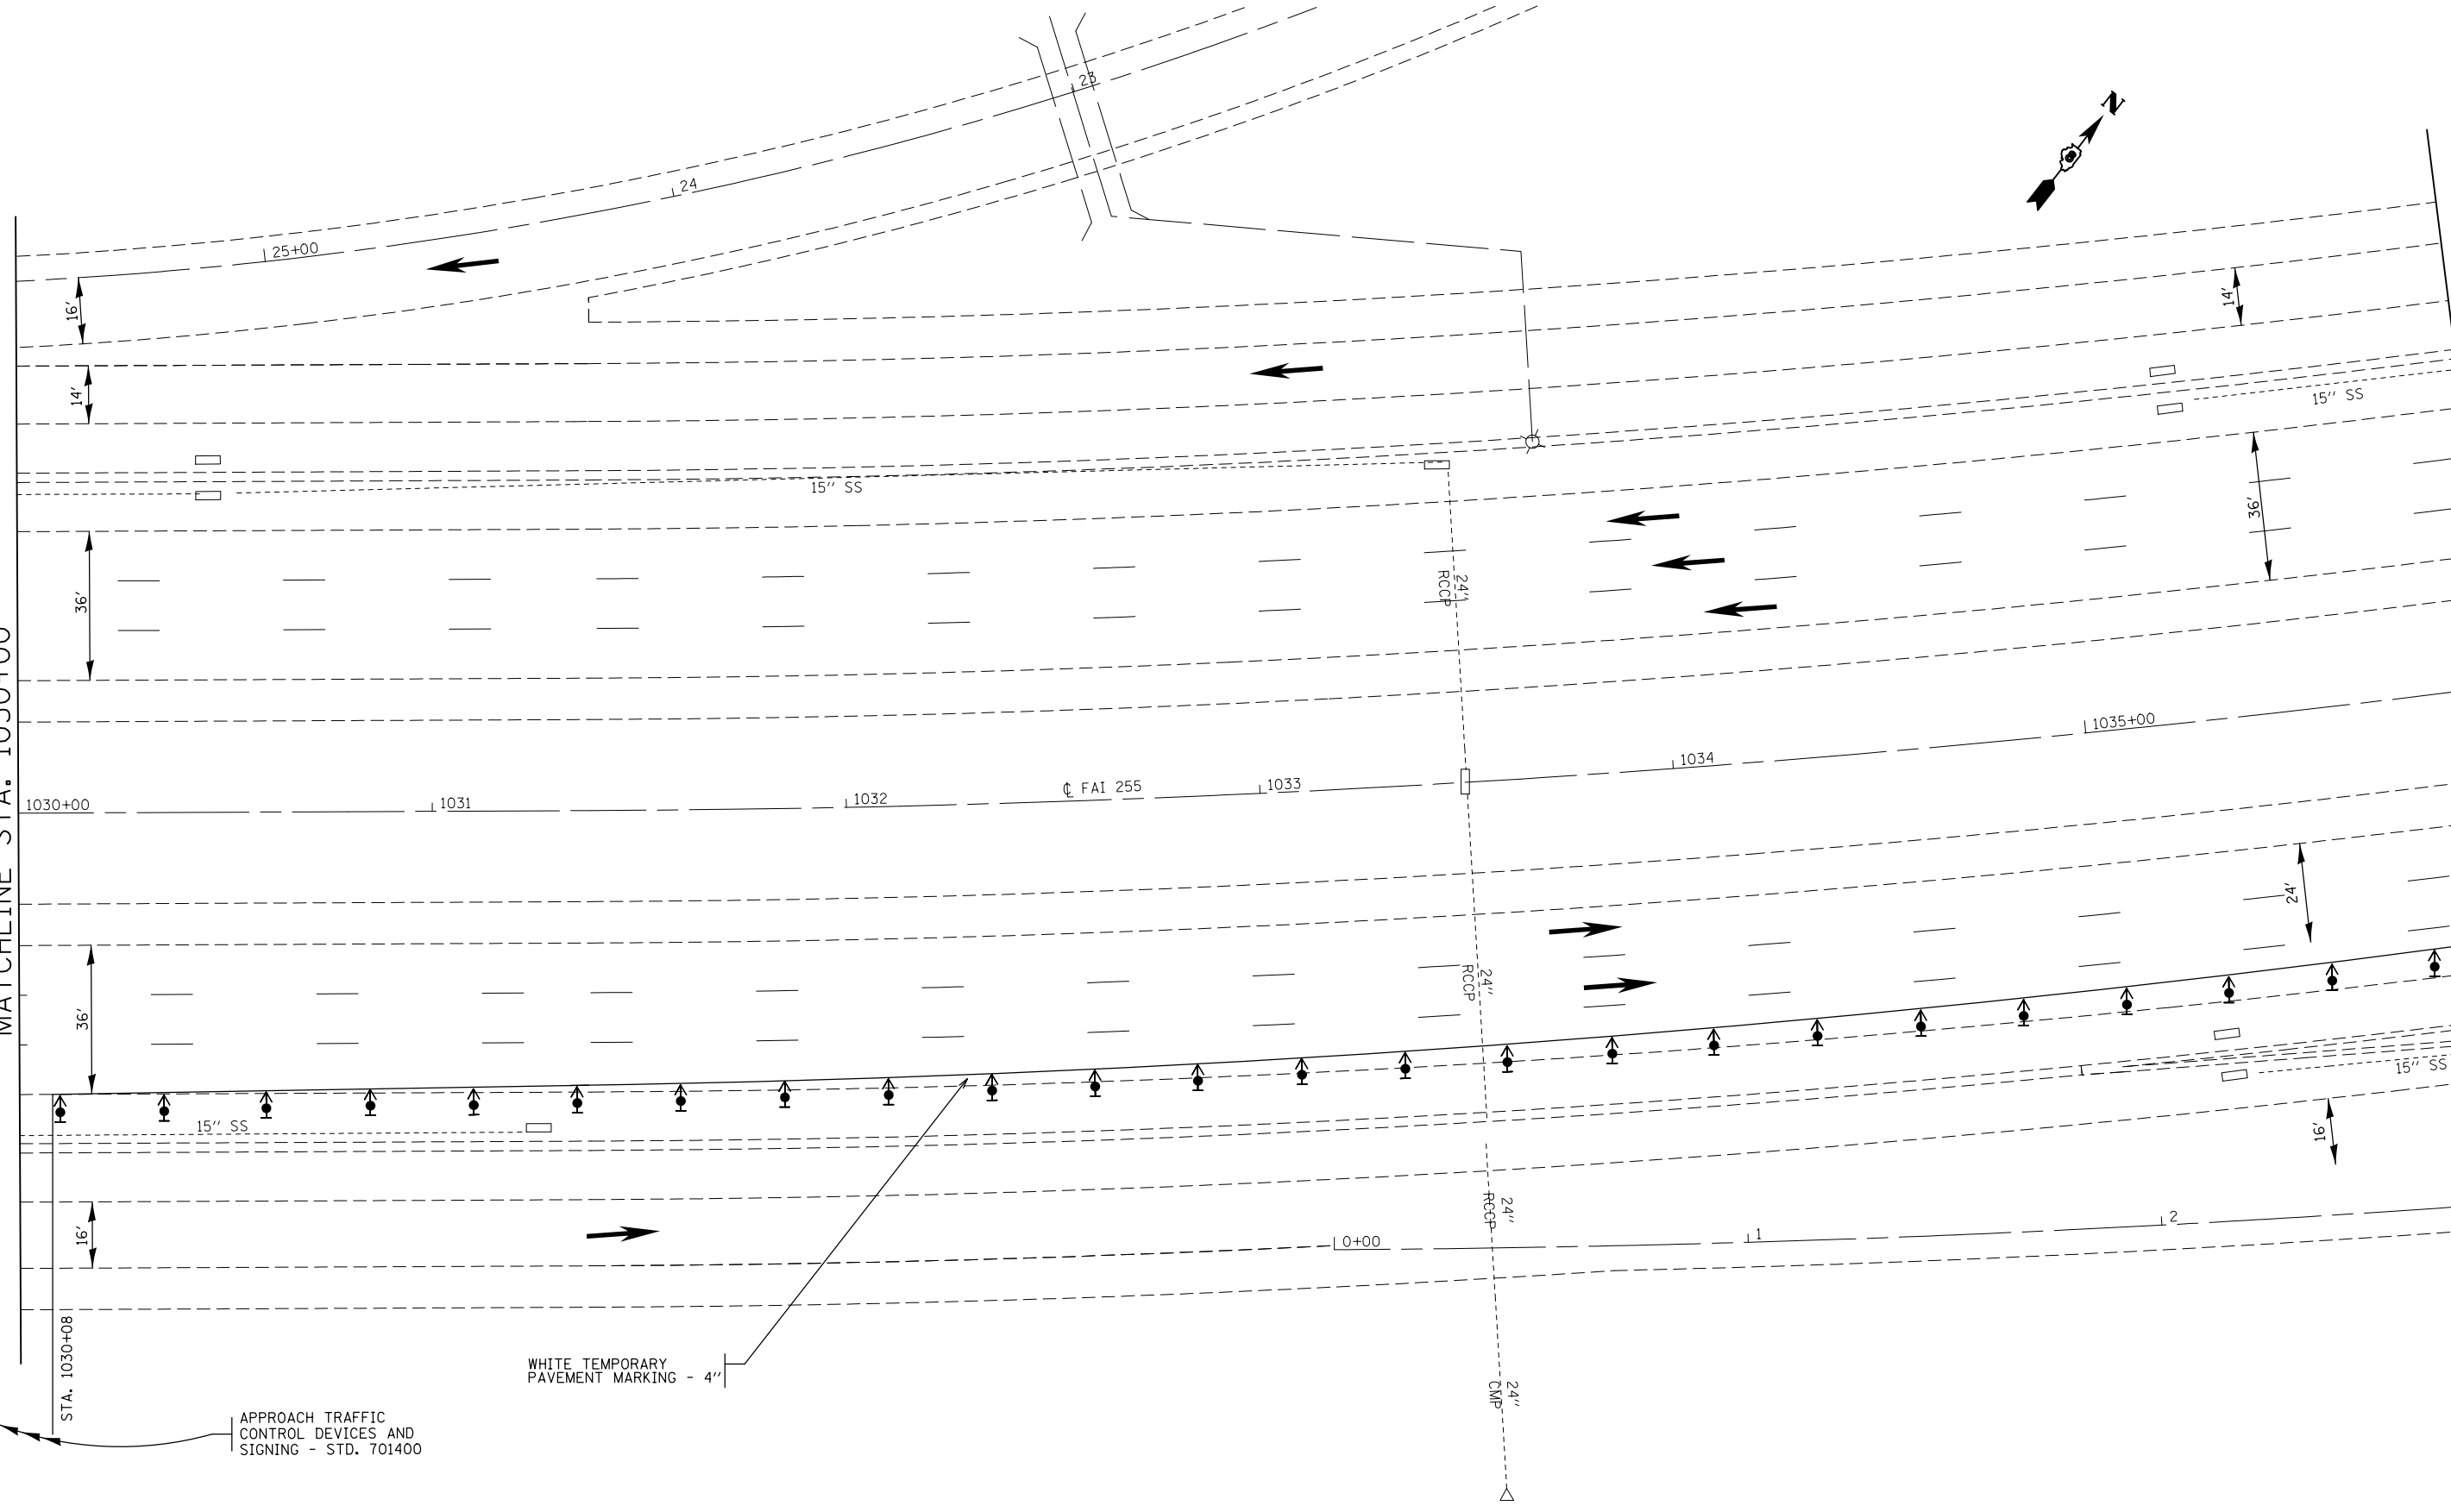 23
24
25+00
N
16'
14'
14'
15'' SS
15'' SS
36'
36'
24''
RCCP
MATCHLINE STA. 1030+00
1030+00
1031
1032
℄ FAI 255
1033
1034
1035+00
24'
36'
24''
RCCP
15'' SS
15'' SS
16'
16'
24''
RCCP
0+00
1
2
STA. 1030+08
WHITE TEMPORARY
PAVEMENT MARKING - 4''
24''
CMP
APPROACH TRAFFIC
CONTROL DEVICES AND
SIGNING - STD. 701400